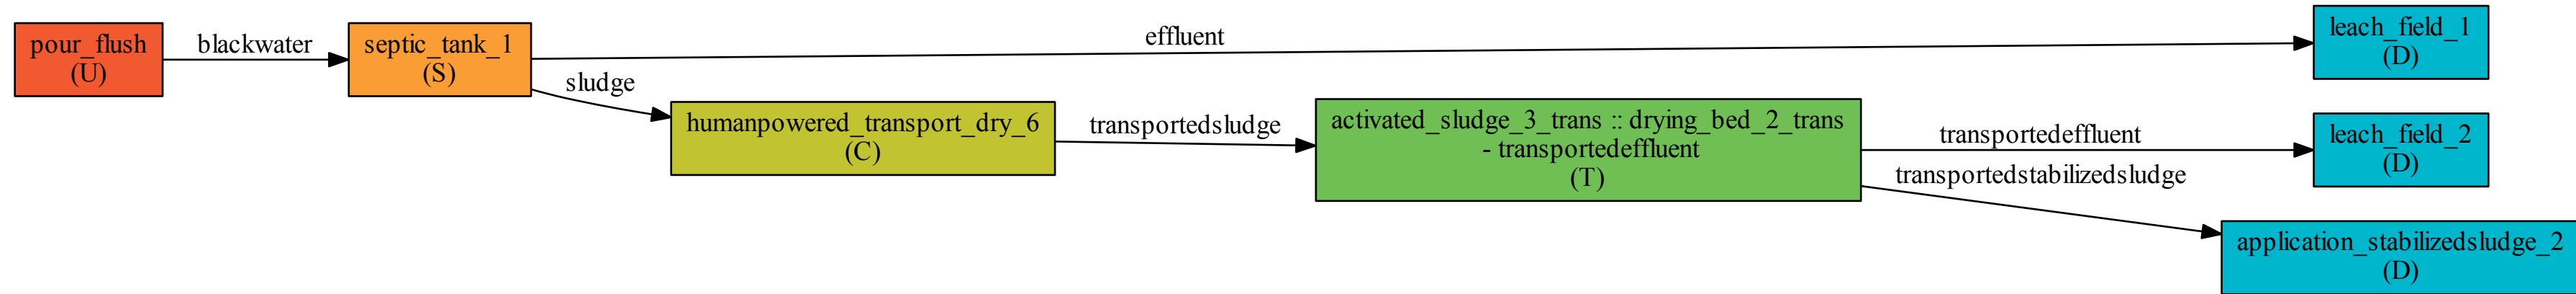 pour_flush
(U)
blackwater
septic_tank_1
(S)
effluent
leach_field_1
(D)
sludge
humanpowered_transport_dry_6
(C)
transportedsludge
activated_sludge_3_trans :: drying_bed_2_trans
- transportedeffluent
(T)
transportedeffluent
leach_field_2
(D)
transportedstabilizedsludge
application_stabilizedsludge_2
(D)